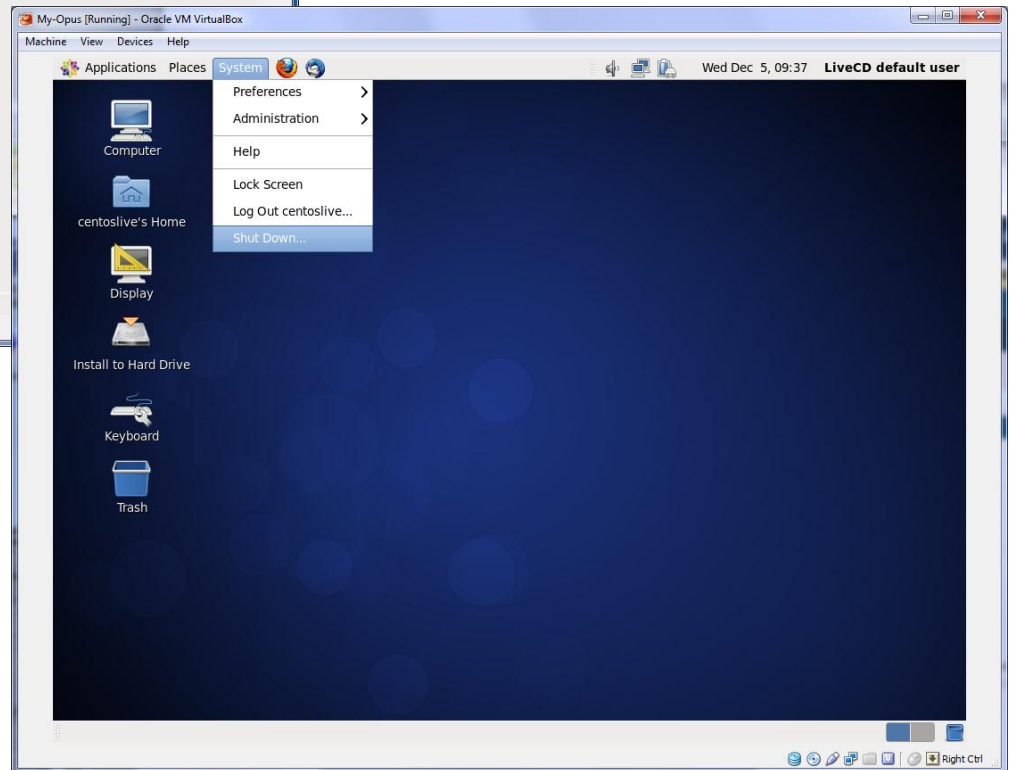 My-Opus [Running] - Oracle VM VirtualBox
Machine View Devices Help
Applications Places System Wed Dec 5, 09:37 LiveCD default user
Preferences
Administration
Help
Lock Screen
Log Out centoslive...
Shut Down...
Computer
centoslive's Home
Display
Install to Hard Drive
Keyboard
Trash
Right Ctrl